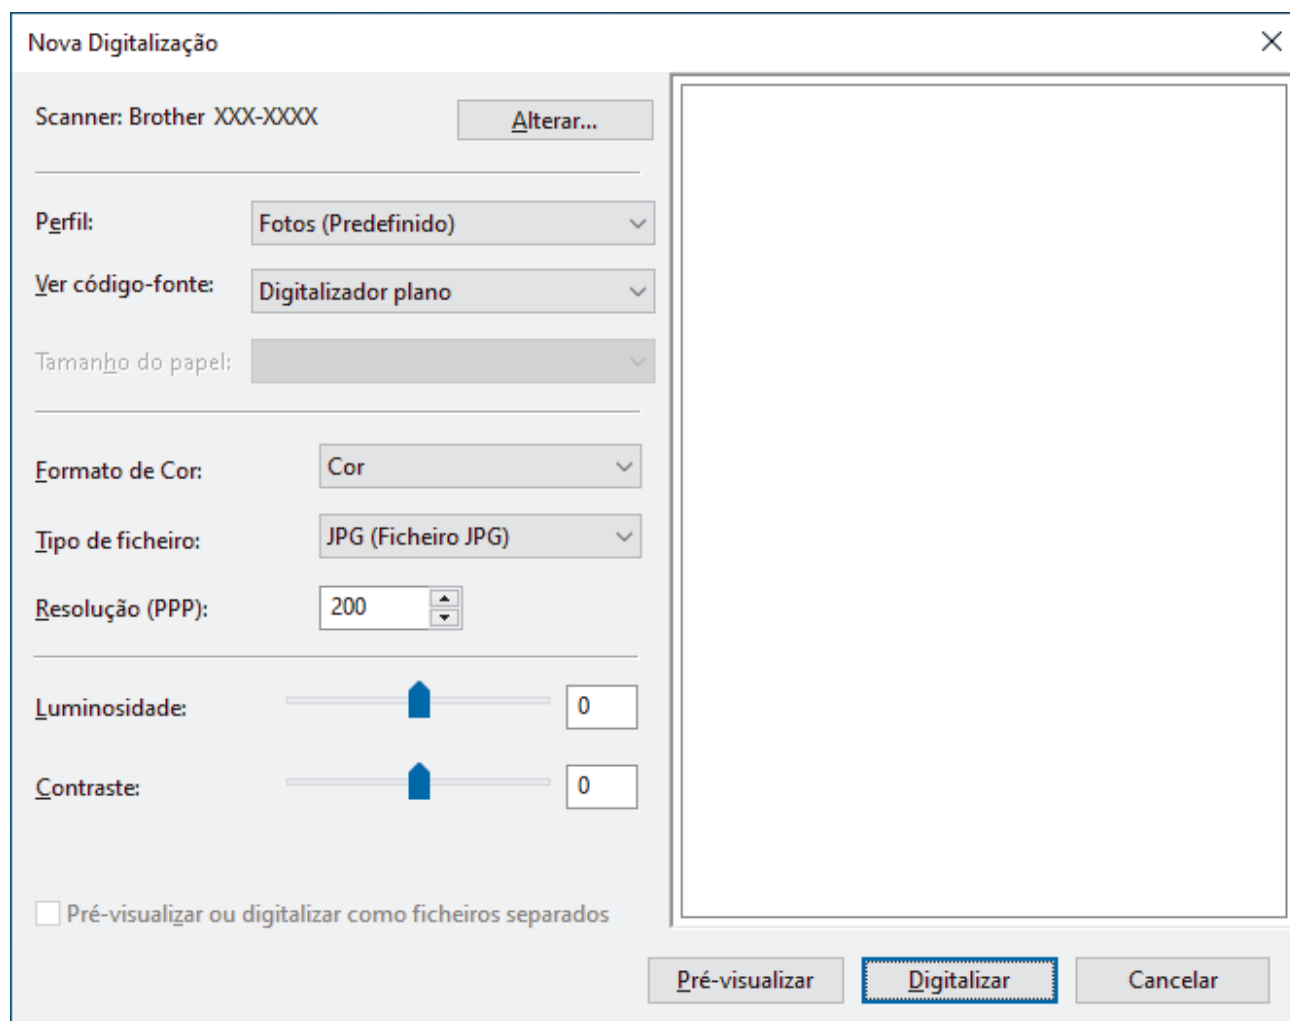 Nova Digitalização
Scanner: Brother XXX-XXXX
Alterar...
Perfil:
Fotos (Predefinido)
Ver código-fonte:
Digitalizador plano
Tamanho do papel:
Formato de Cor:
Cor
Tipo de ficheiro:
JPG (Ficheiro JPG)
Resolução (PPP):
200
Luminosidade:
0
Contraste:
0
Pré-visualizar ou digitalizar como ficheiros separados
Pré-visualizar
Digitalizar
Cancelar